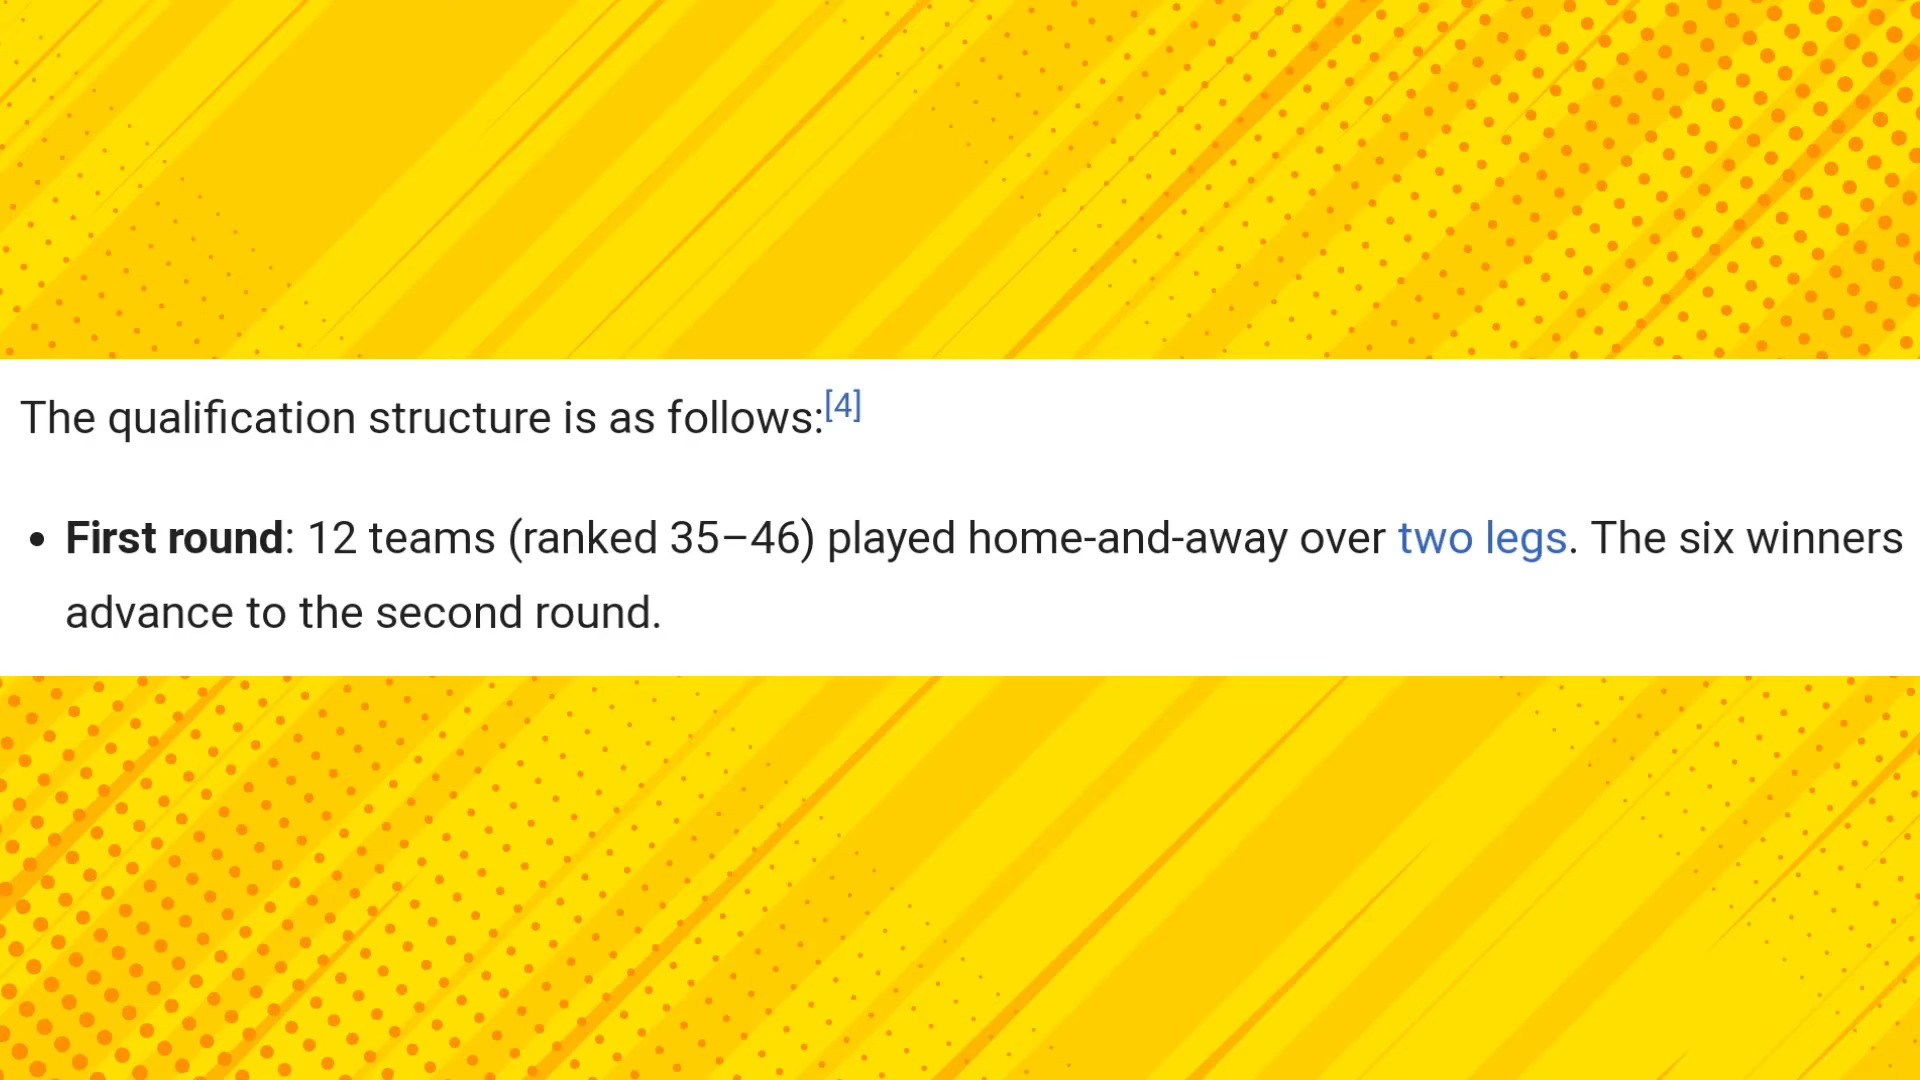 The qualification structure is as follows:[4]
• First round: 12 teams (ranked 35–46) played home-and-away over two legs. The six winners
advance to the second round.